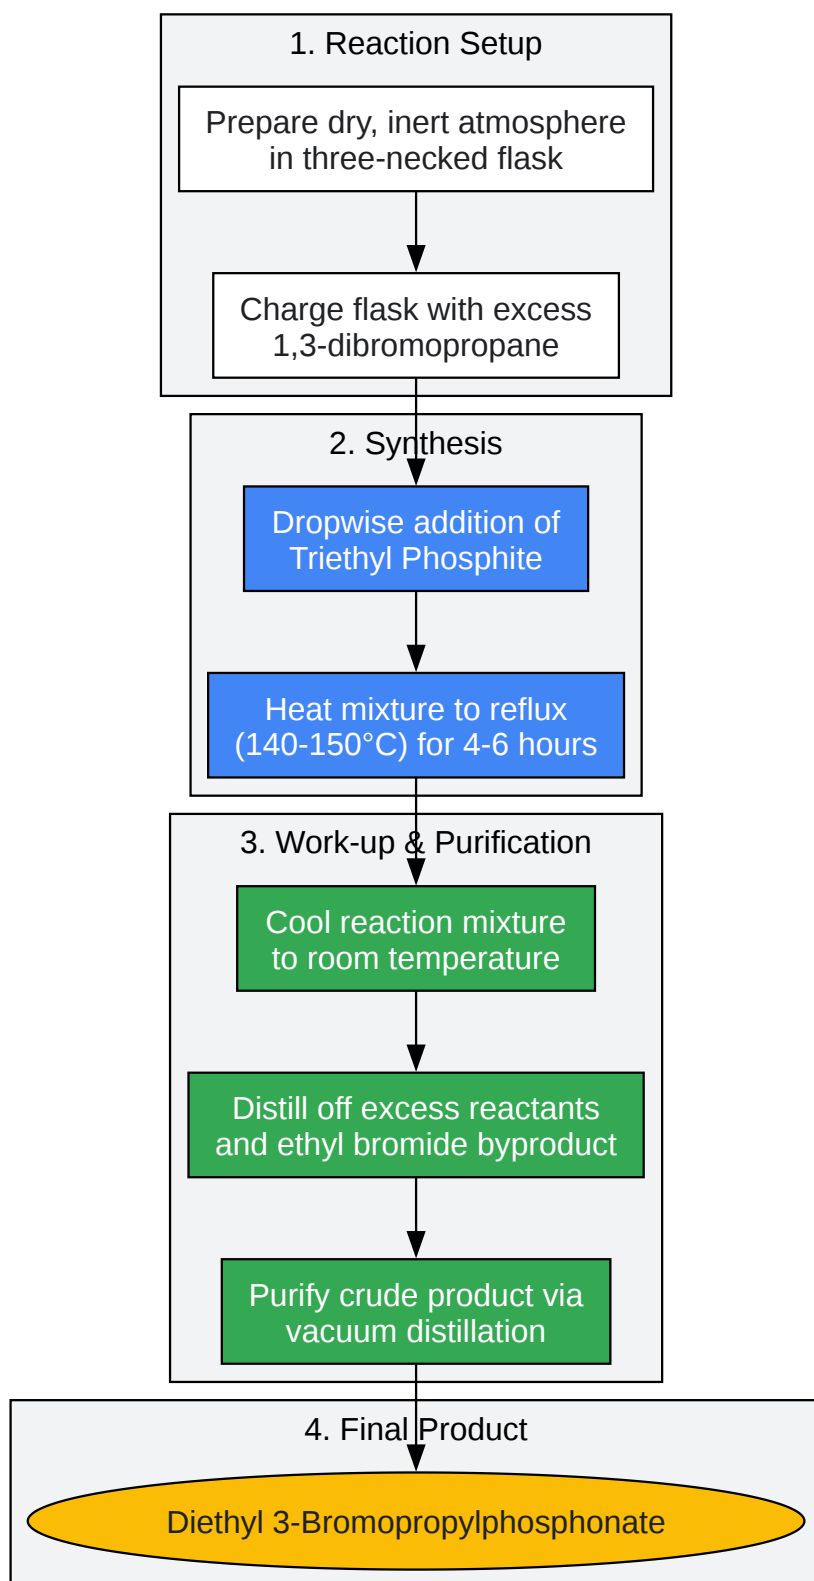 1. Reaction Setup
Prepare dry, inert atmosphere
in three-necked flask
Charge flask with excess
1,3-dibromopropane
2. Synthesis
Dropwise addition of
Triethyl Phosphite
Heat mixture to reflux
(140-150°C) for 4-6 hours
3. Work-up & Purification
Cool reaction mixture
to room temperature
Distill off excess reactants
and ethyl bromide byproduct
Purify crude product via
vacuum distillation
4. Final Product
Diethyl 3-Bromopropylphosphonate